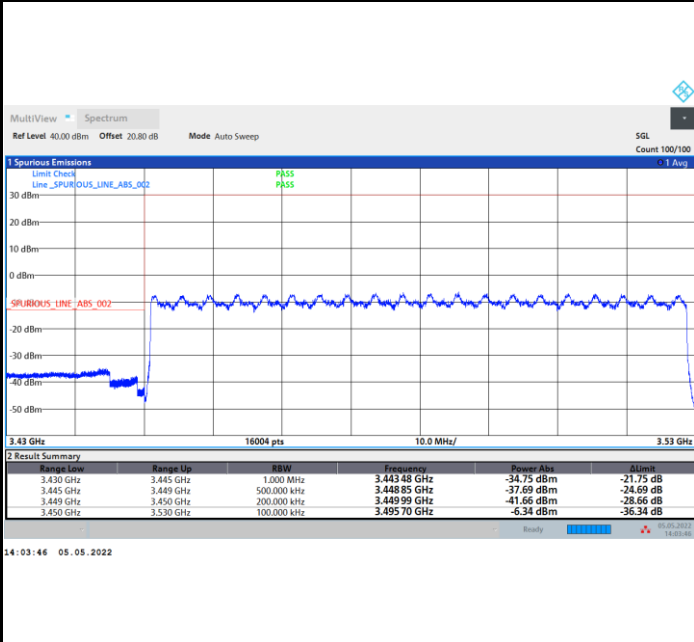 MultiView Spectrum
Ref Level 40.00 dBm Offset 20.80 dB Mode Auto Sweep SGL
Count 100/100
1 Spurious Emissions 1 Avg
Limit Check PASS
Line _SPURIOUS_LINE_ABS_002 PASS
30 dBm
20 dBm
10 dBm
0 dBm
_SPURIOUS_LINE_ABS_002
-20 dBm
-30 dBm
-40 dBm
-50 dBm
3.43 GHz 16004 pts 10.0 MHz/ 3.53 GHz
2 Result Summary
Range Low Range Up RBW Frequency Power Abs ΔLimit
3.430 GHz 3.445 GHz 1.000 MHz 3.443 48 GHz -34.75 dBm -21.75 dB
3.445 GHz 3.449 GHz 500.000 kHz 3.448 85 GHz -37.69 dBm -24.69 dB
3.449 GHz 3.450 GHz 200.000 kHz 3.449 99 GHz -41.66 dBm -28.66 dB
3.450 GHz 3.530 GHz 100.000 kHz 3.495 70 GHz -6.34 dBm -36.34 dB
Ready 05.05.2022
14:03:46
14:03:46 05.05.2022